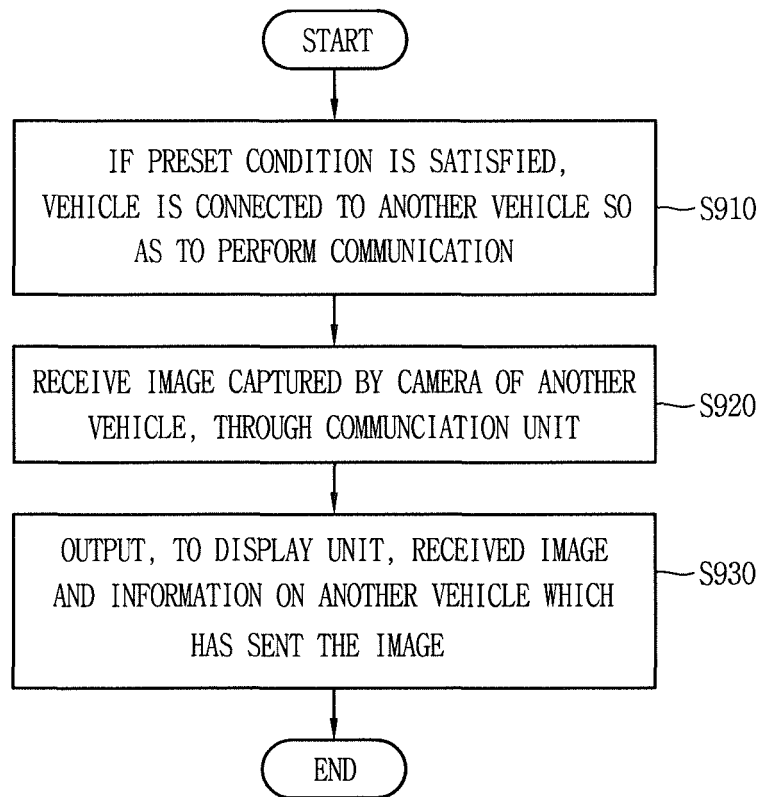 START
IF PRESET CONDITION IS SATISFIED,
VEHICLE IS CONNECTED TO ANOTHER VEHICLE SO
AS TO PERFORM COMMUNICATION
S910
RECEIVE IMAGE CAPTURED BY CAMERA OF ANOTHER
VEHICLE, THROUGH COMMUNCIATION UNIT
S920
OUTPUT, TO DISPLAY UNIT, RECEIVED IMAGE
AND INFORMATION ON ANOTHER VEHICLE WHICH
HAS SENT THE IMAGE
S930
END